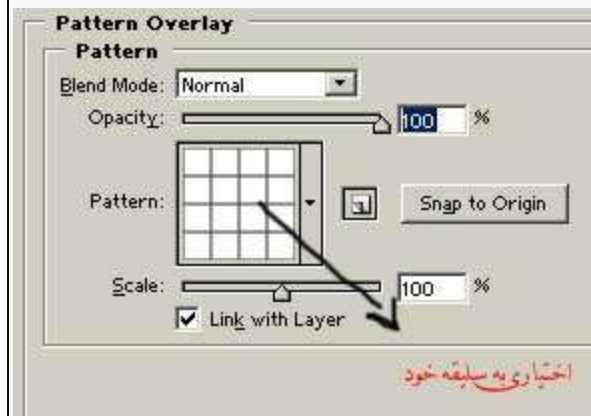 Pattern Overlay
Pattern
Blend Mode: Normal
Opacity: 100 %
Pattern: Snap to Origin
Scale: 100 %
Link with Layer
اختیاری به سلیقه خود